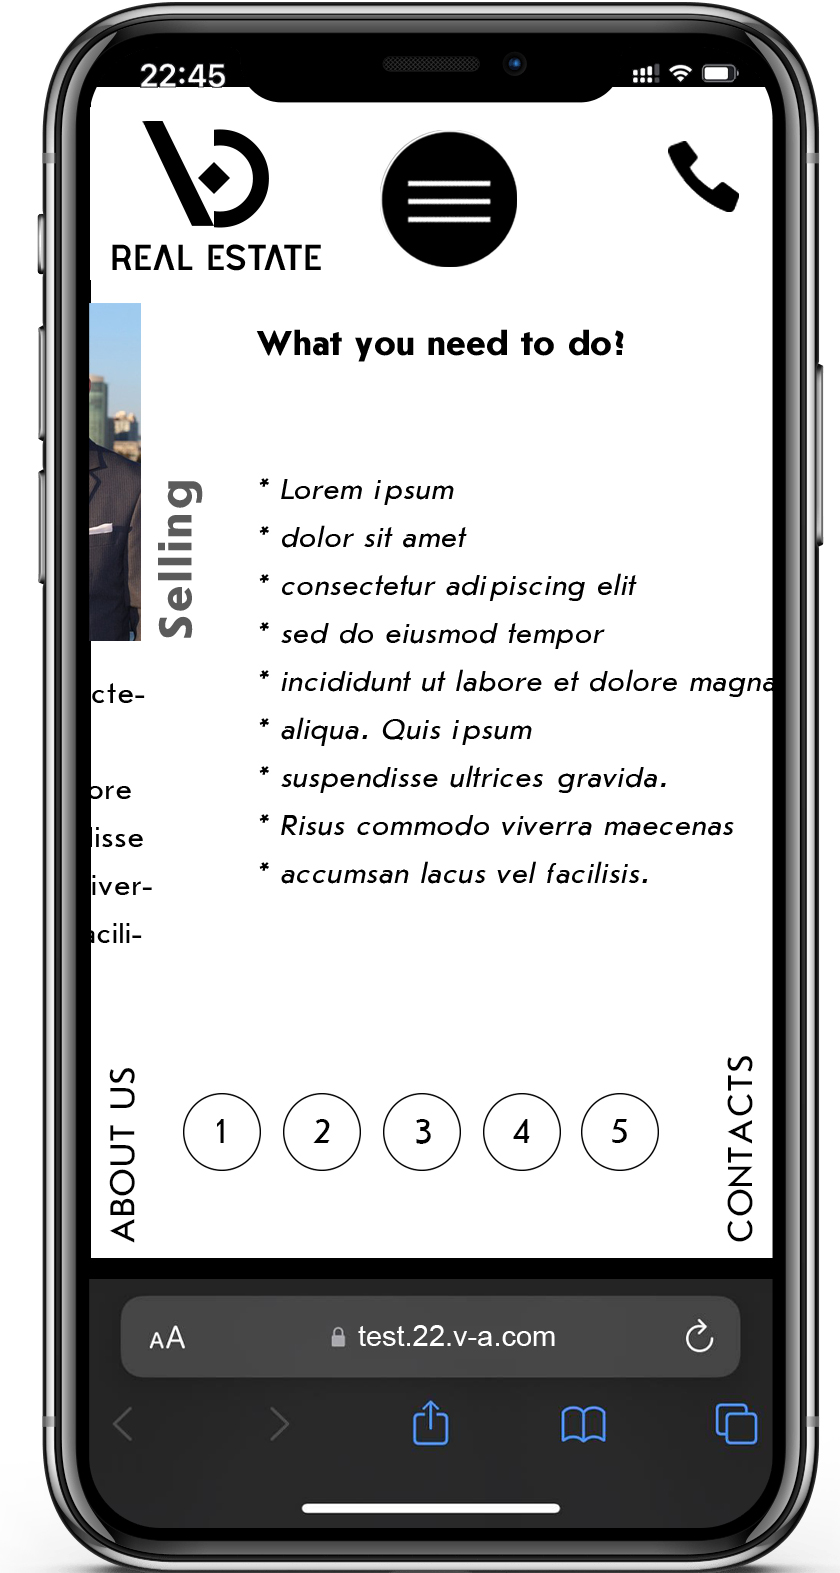 22:45
REAL ESTATE
What you need to do?
Selling
* Lorem ipsum
* dolor sit amet
* consectetur adipiscing elit
* sed do eiusmod tempor
* incididunt ut labore et dolore magna
* aliqua. Quis ipsum
* suspendisse ultrices gravida.
* Risus commodo viverra maecenas
* accumsan lacus vel facilisis.
cte-
ore
lisse
iver-
acili-
ABOUT US
1 2 3 4 5
CONTACTS
AA test.22.v-a.com